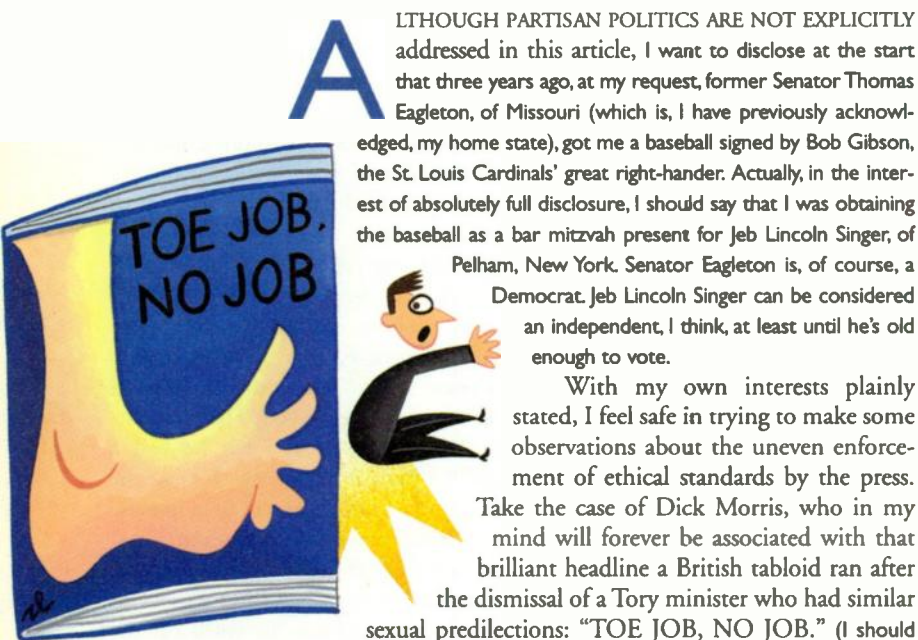 ALTHOUGH PARTISAN POLITICS ARE NOT EXPLICITLY
addressed in this article, I want to disclose at the start
that three years ago, at my request, former Senator Thomas
Eagleton, of Missouri (which is, I have previously acknowl-
edged, my home state), got me a baseball signed by Bob Gibson,
the St. Louis Cardinals' great right-hander. Actually, in the inter-
est of absolutely full disclosure, I should say that I was obtaining
the baseball as a bar mitzvah present for Jeb Lincoln Singer, of
Pelham, New York. Senator Eagleton is, of course, a
Democrat. Jeb Lincoln Singer can be considered
an independent, I think, at least until he's old
enough to vote.
With my own interests plainly
stated, I feel safe in trying to make some
observations about the uneven enforce-
ment of ethical standards by the press.
Take the case of Dick Morris, who in my
mind will forever be associated with that
brilliant headline a British tabloid ran after
the dismissal of a Tory minister who had similar
sexual predilections: "TOE JOB, NO JOB." (I should
TOE JOB,
NO JOB